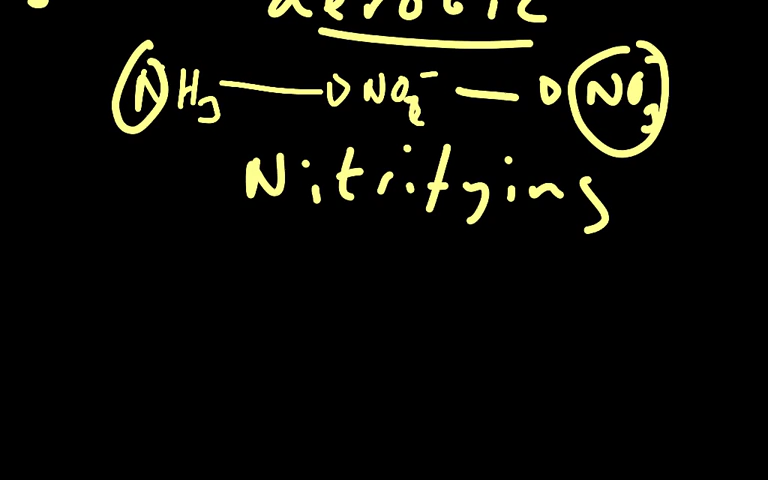 aerobic
NH3 → NO2⁻ → NO3⁻
Nitrifying